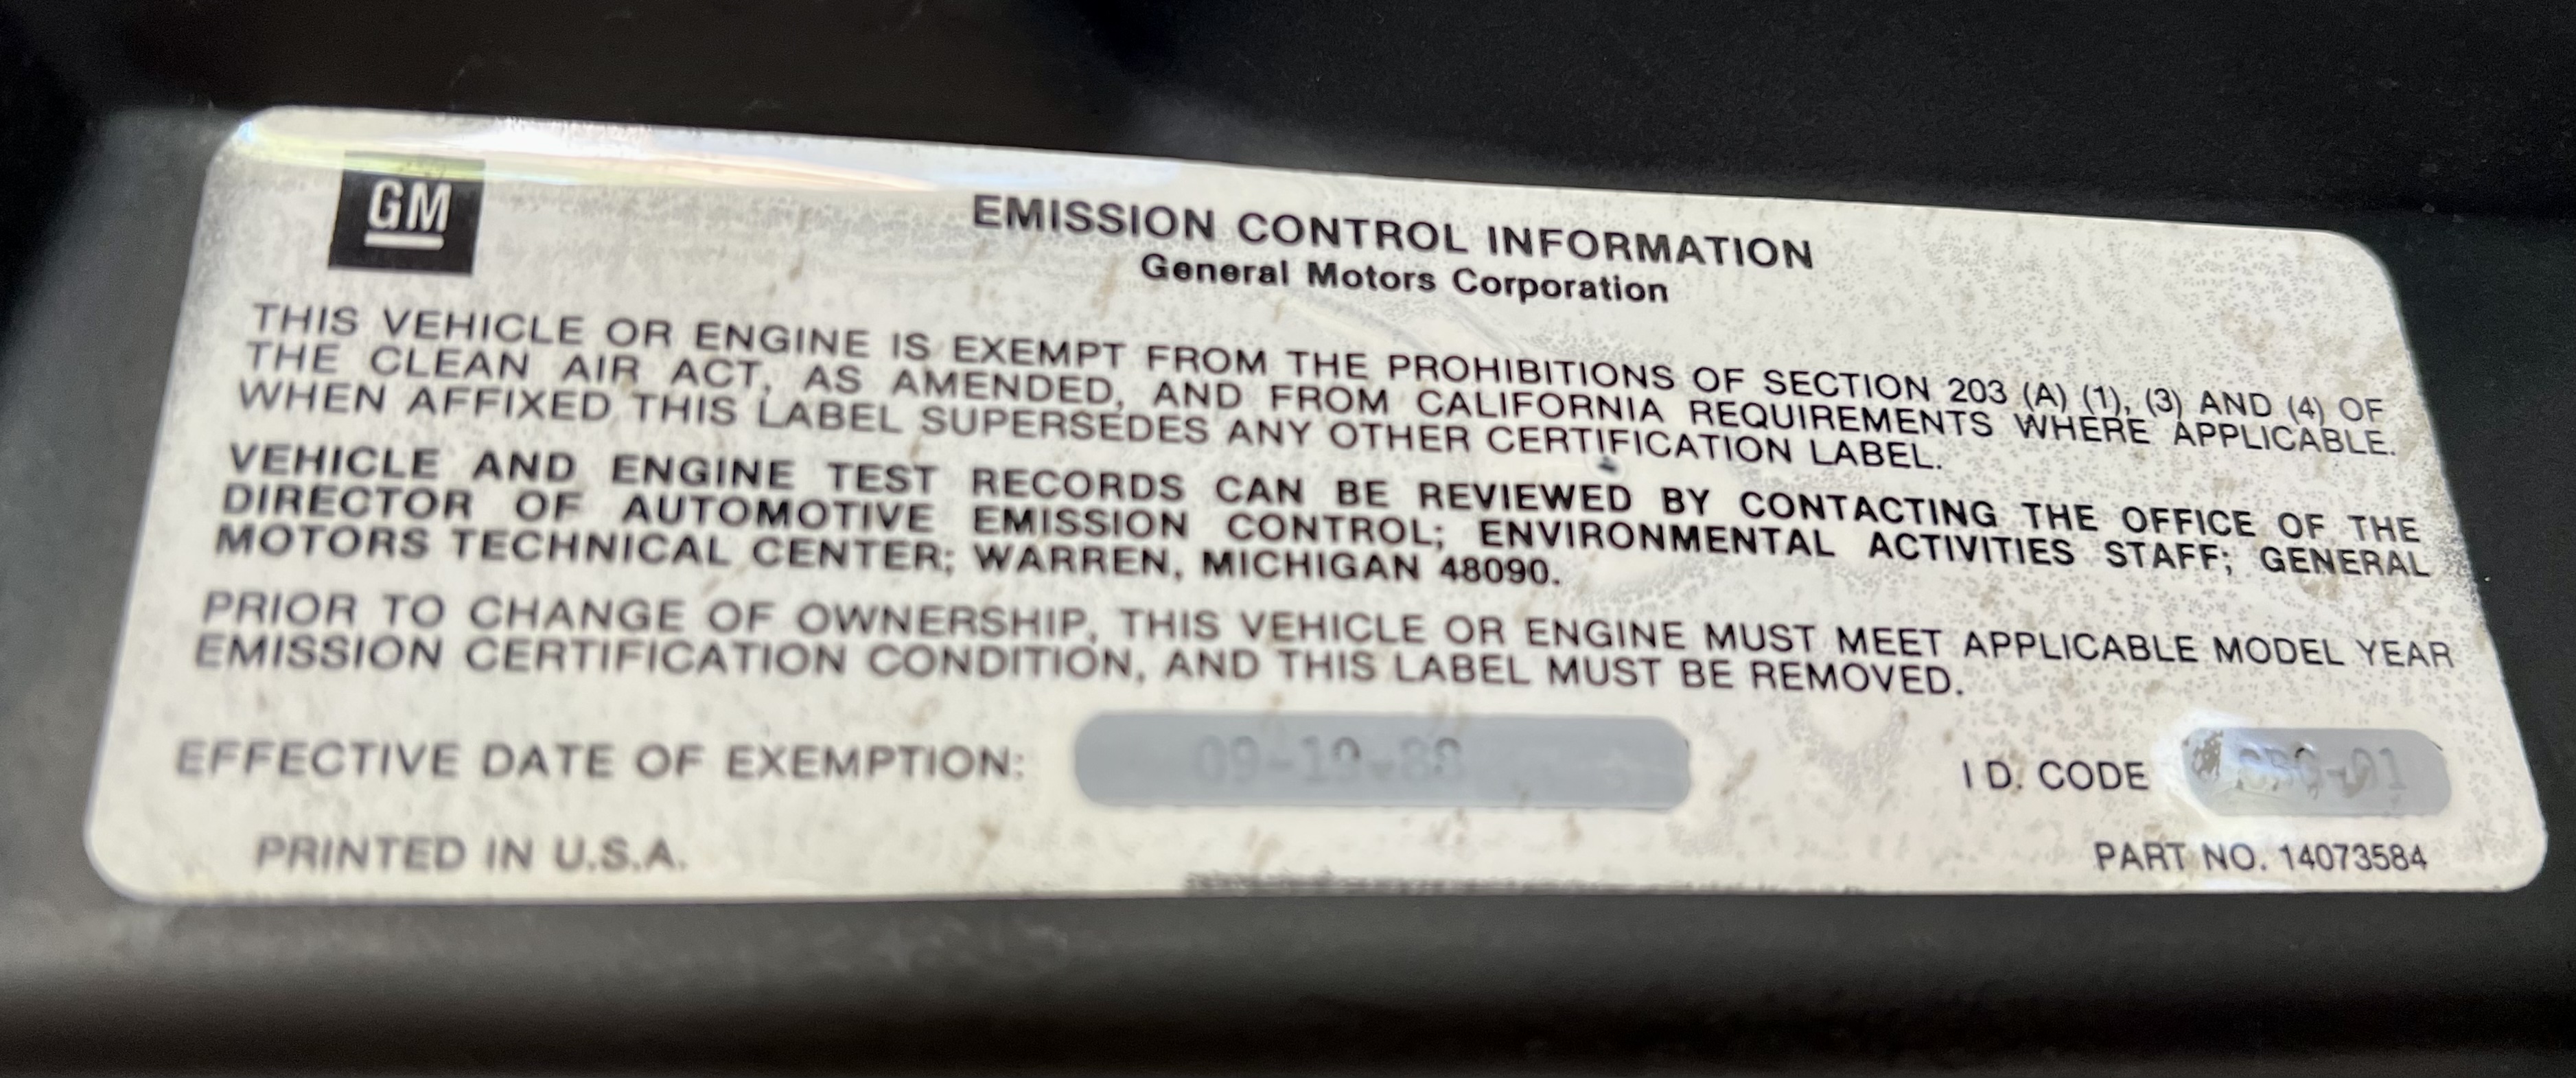 GM
EMISSION CONTROL INFORMATION
General Motors Corporation
THIS VEHICLE OR ENGINE IS EXEMPT FROM THE PROHIBITIONS OF SECTION 203 (A) (1), (3) AND (4) OF
THE CLEAN AIR ACT, AS AMENDED, AND FROM CALIFORNIA REQUIREMENTS WHERE APPLICABLE.
WHEN AFFIXED THIS LABEL SUPERSEDES ANY OTHER CERTIFICATION LABEL.
VEHICLE AND ENGINE TEST RECORDS CAN BE REVIEWED BY CONTACTING THE OFFICE OF THE
DIRECTOR OF AUTOMOTIVE EMISSION CONTROL; ENVIRONMENTAL ACTIVITIES STAFF; GENERAL
MOTORS TECHNICAL CENTER; WARREN, MICHIGAN 48090.
PRIOR TO CHANGE OF OWNERSHIP, THIS VEHICLE OR ENGINE MUST MEET APPLICABLE MODEL YEAR
EMISSION CERTIFICATION CONDITION, AND THIS LABEL MUST BE REMOVED.
EFFECTIVE DATE OF EXEMPTION:
I D. CODE
PRINTED IN U.S.A.
PART NO. 14073584